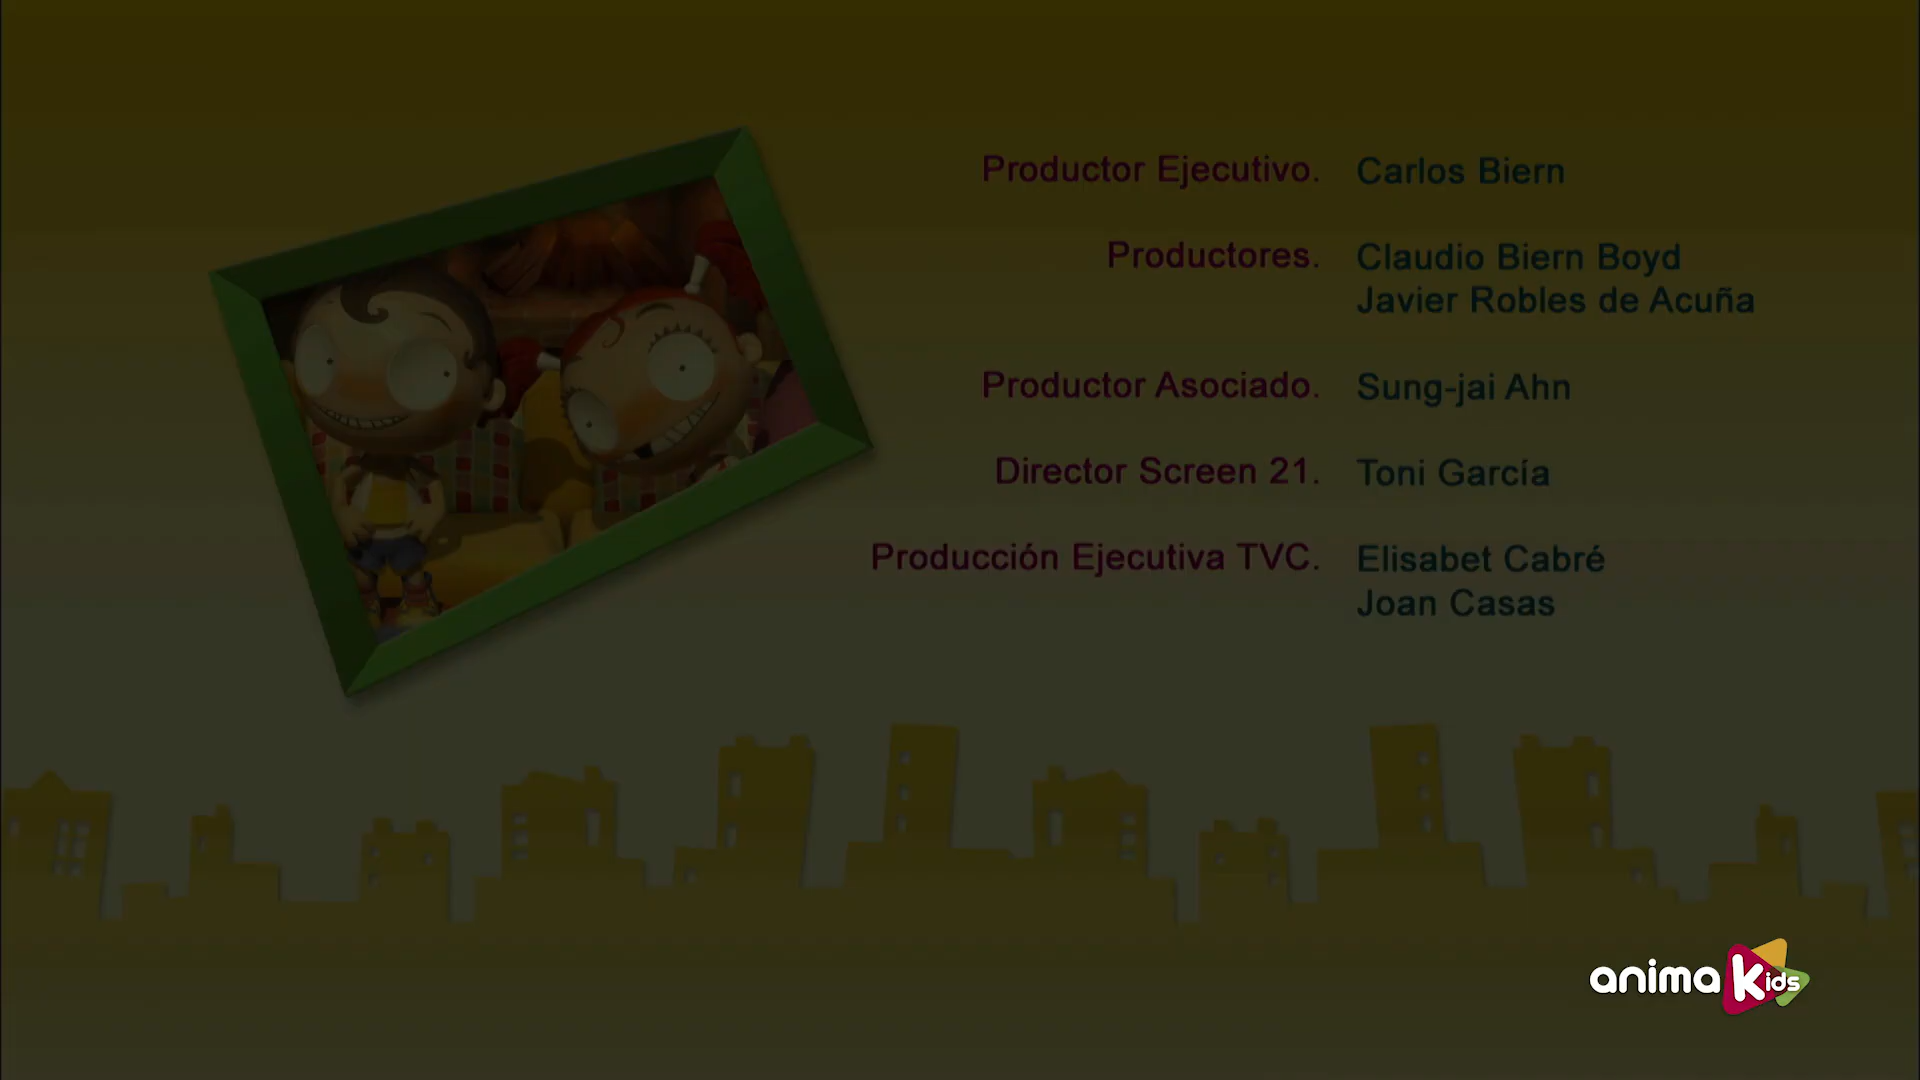 Productor Ejecutivo. Carlos Biern
Productores. Claudio Biern Boyd
Javier Robles de Acuña
Productor Asociado. Sung-jai Ahn
Director Screen 21. Toni García
Producción Ejecutiva TVC. Elisabet Cabré
Joan Casas
anima Kids